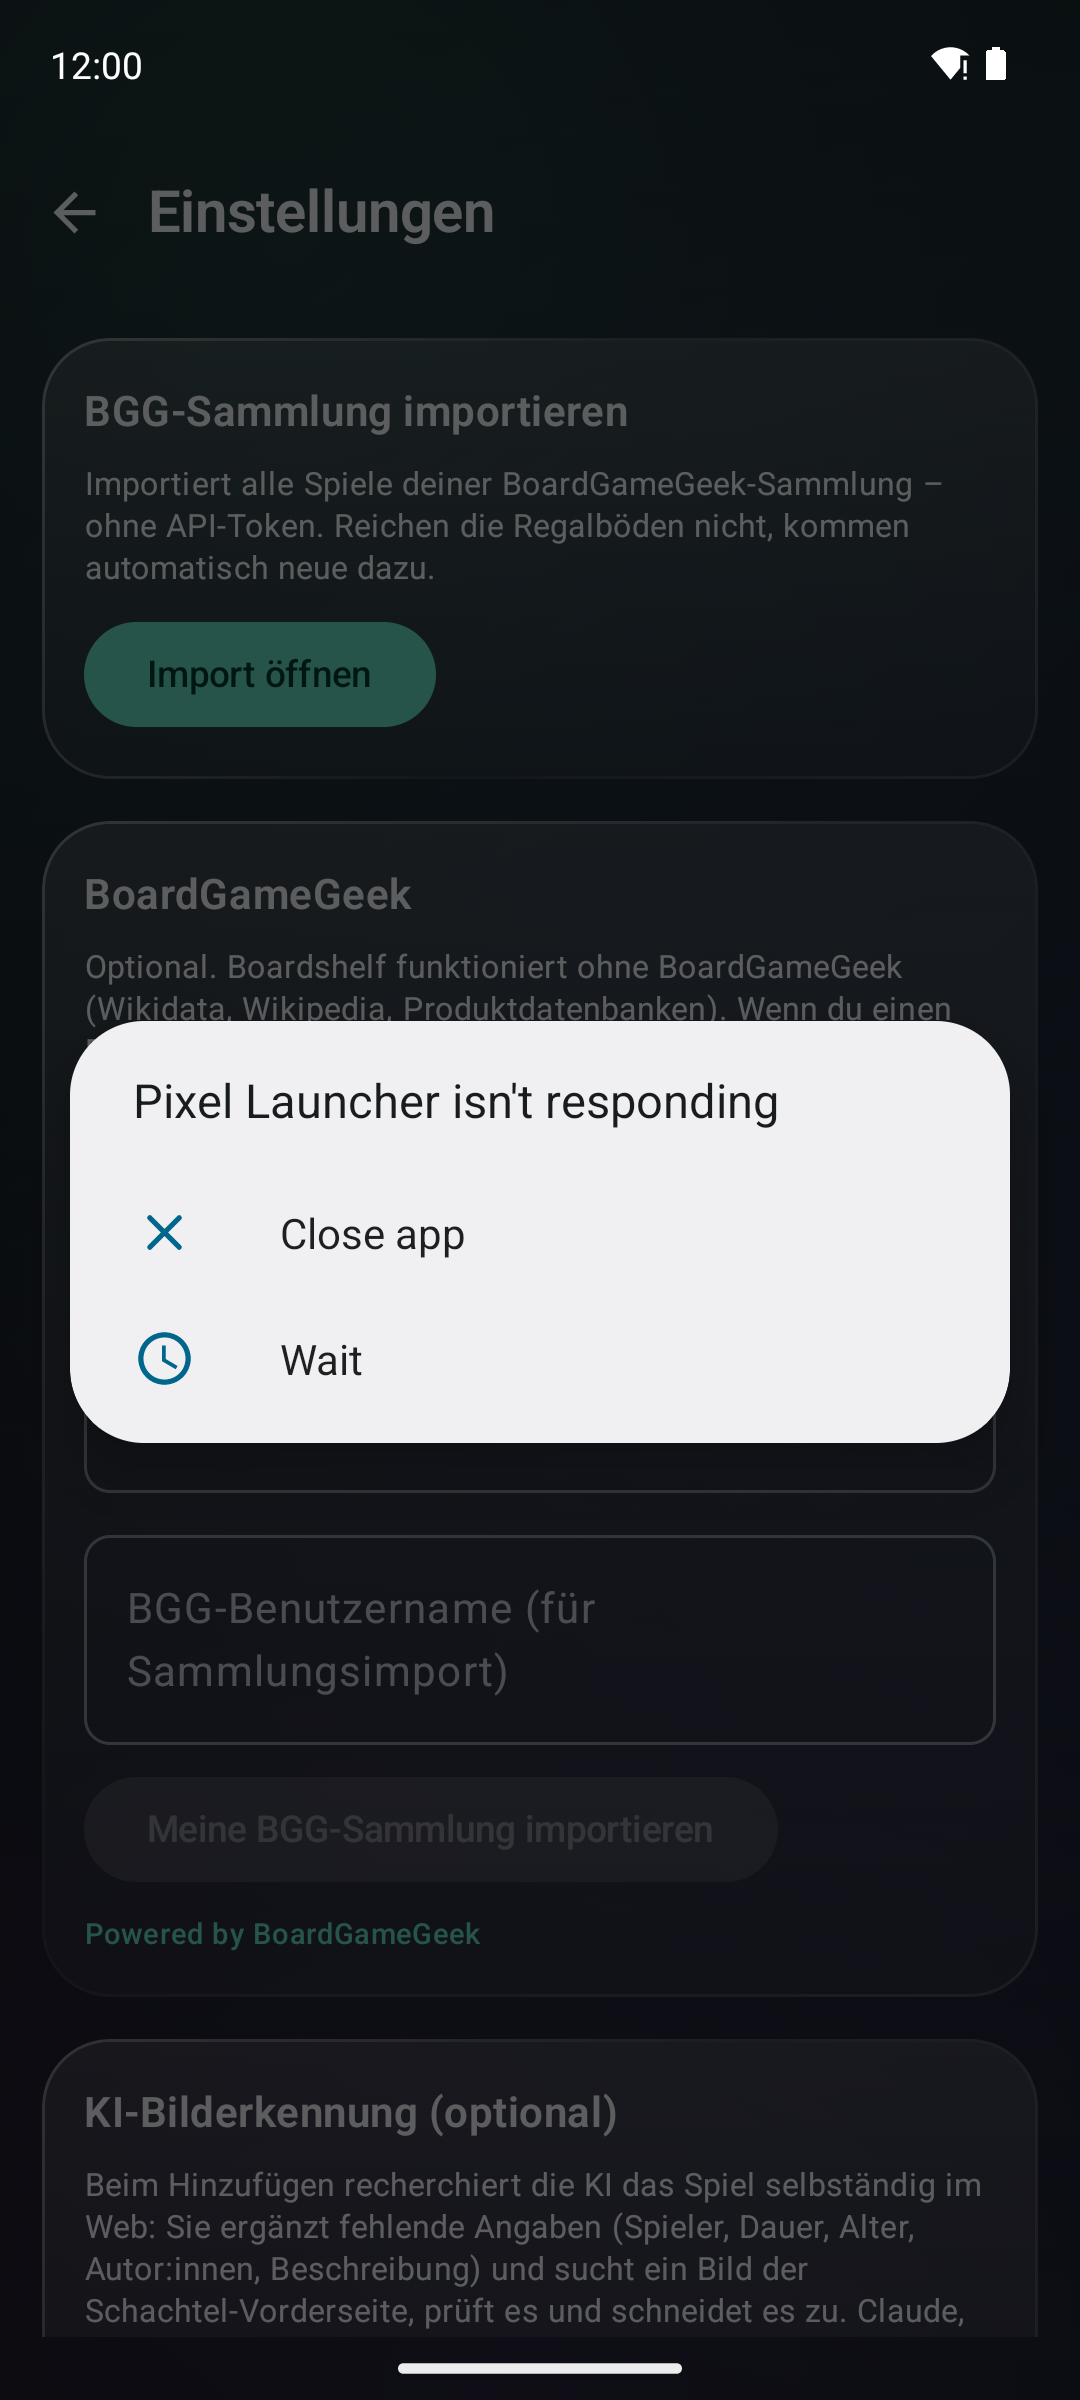 12:00
Einstellungen
BGG-Sammlung importieren
Importiert alle Spiele deiner BoardGameGeek-Sammlung –
ohne API-Token. Reichen die Regalböden nicht, kommen
automatisch neue dazu.
Import öffnen
BoardGameGeek
Optional. Boardshelf funktioniert ohne BoardGameGeek
(Wikidata, Wikipedia, Produktdatenbanken). Wenn du einen
Pixel Launcher isn't responding
Close app
Wait
BGG-Benutzername (für
Sammlungsimport)
Meine BGG-Sammlung importieren
Powered by BoardGameGeek
KI-Bilderkennung (optional)
Beim Hinzufügen recherchiert die KI das Spiel selbständig im
Web: Sie ergänzt fehlende Angaben (Spieler, Dauer, Alter,
Autor:innen, Beschreibung) und sucht ein Bild der
Schachtel-Vorderseite, prüft es und schneidet es zu. Claude,